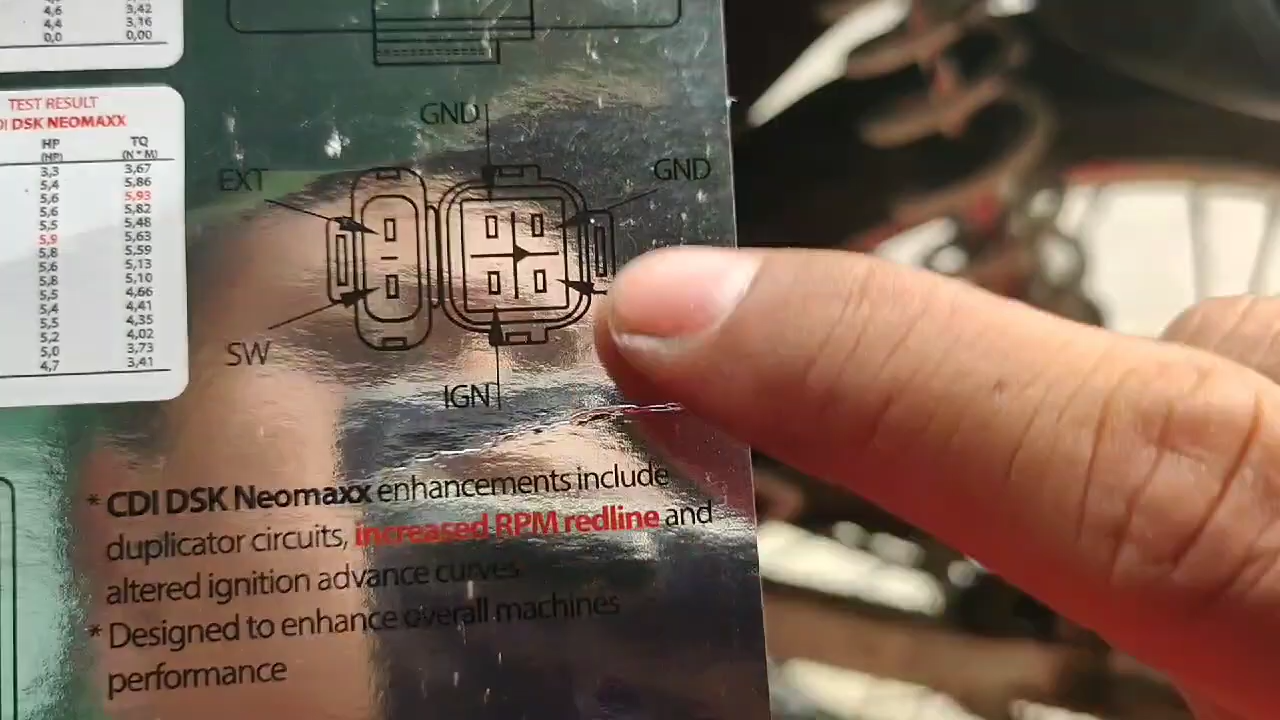 4,6 3,42
4,4 3,16
0,0 0,00
TEST RESULT
DSK NEOMAXX
HP TQ
(HP) (N * M)
3,3 3,67
5,4 5,86
5,6 5,93
5,6 5,82
5,5 5,48
5,9 5,63
5,8 5,59
5,6 5,13
5,8 5,10
5,5 4,66
5,4 4,41
5,5 4,35
5,2 4,02
5,0 3,73
4,7 3,41
GND
EXT
GND
SW
IGN
* CDI DSK Neomaxx enhancements include
duplicator circuits, increased RPM redline and
altered ignition advance curves
* Designed to enhance overall machines
performance